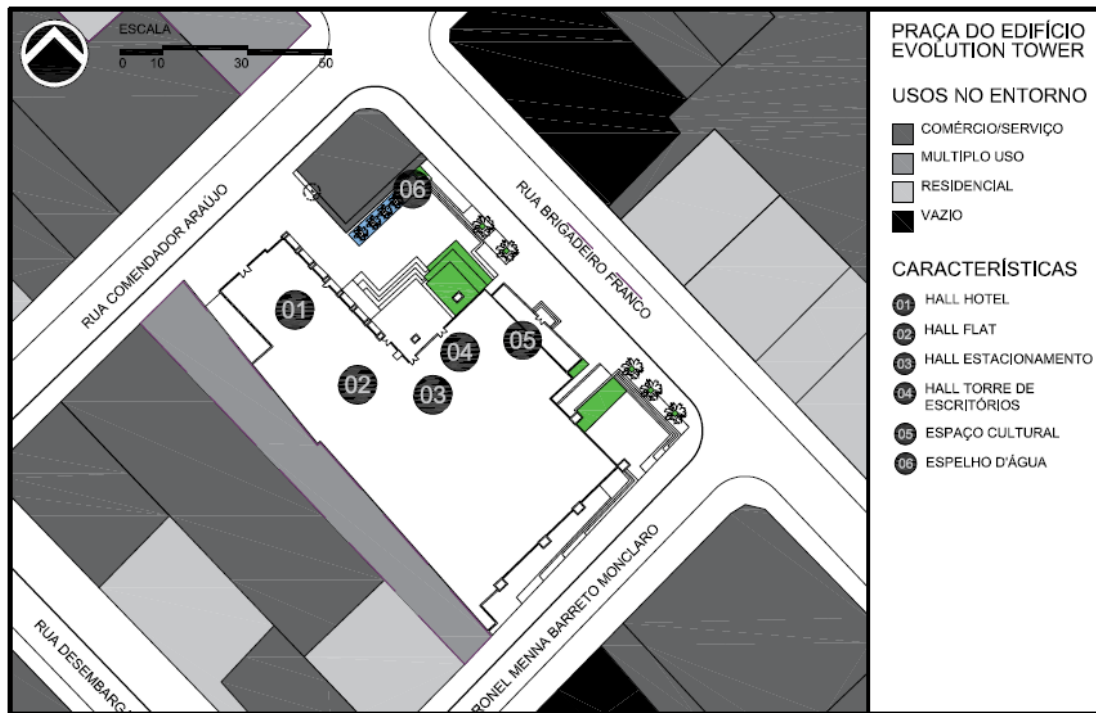 ESCALA
0 10 30 50
RUA COMENDADOR ARAÚJO
RUA BRIGADEIRO FRANCO
06
01
05
04
02
03
RONEL MENNA BARRETO MONCLARO
RUA DESEMBARGA
PRAÇA DO EDIFÍCIO
EVOLUTION TOWER
USOS NO ENTORNO
COMÉRCIO/SERVIÇO
MULTÍPLO USO
RESIDENCIAL
VAZIO
CARACTERÍSTICAS
01 HALL HOTEL
02 HALL FLAT
03 HALL ESTACIONAMENTO
04 HALL TORRE DE
ESCRITÓRIOS
05 ESPAÇO CULTURAL
06 ESPELHO D'ÁGUA